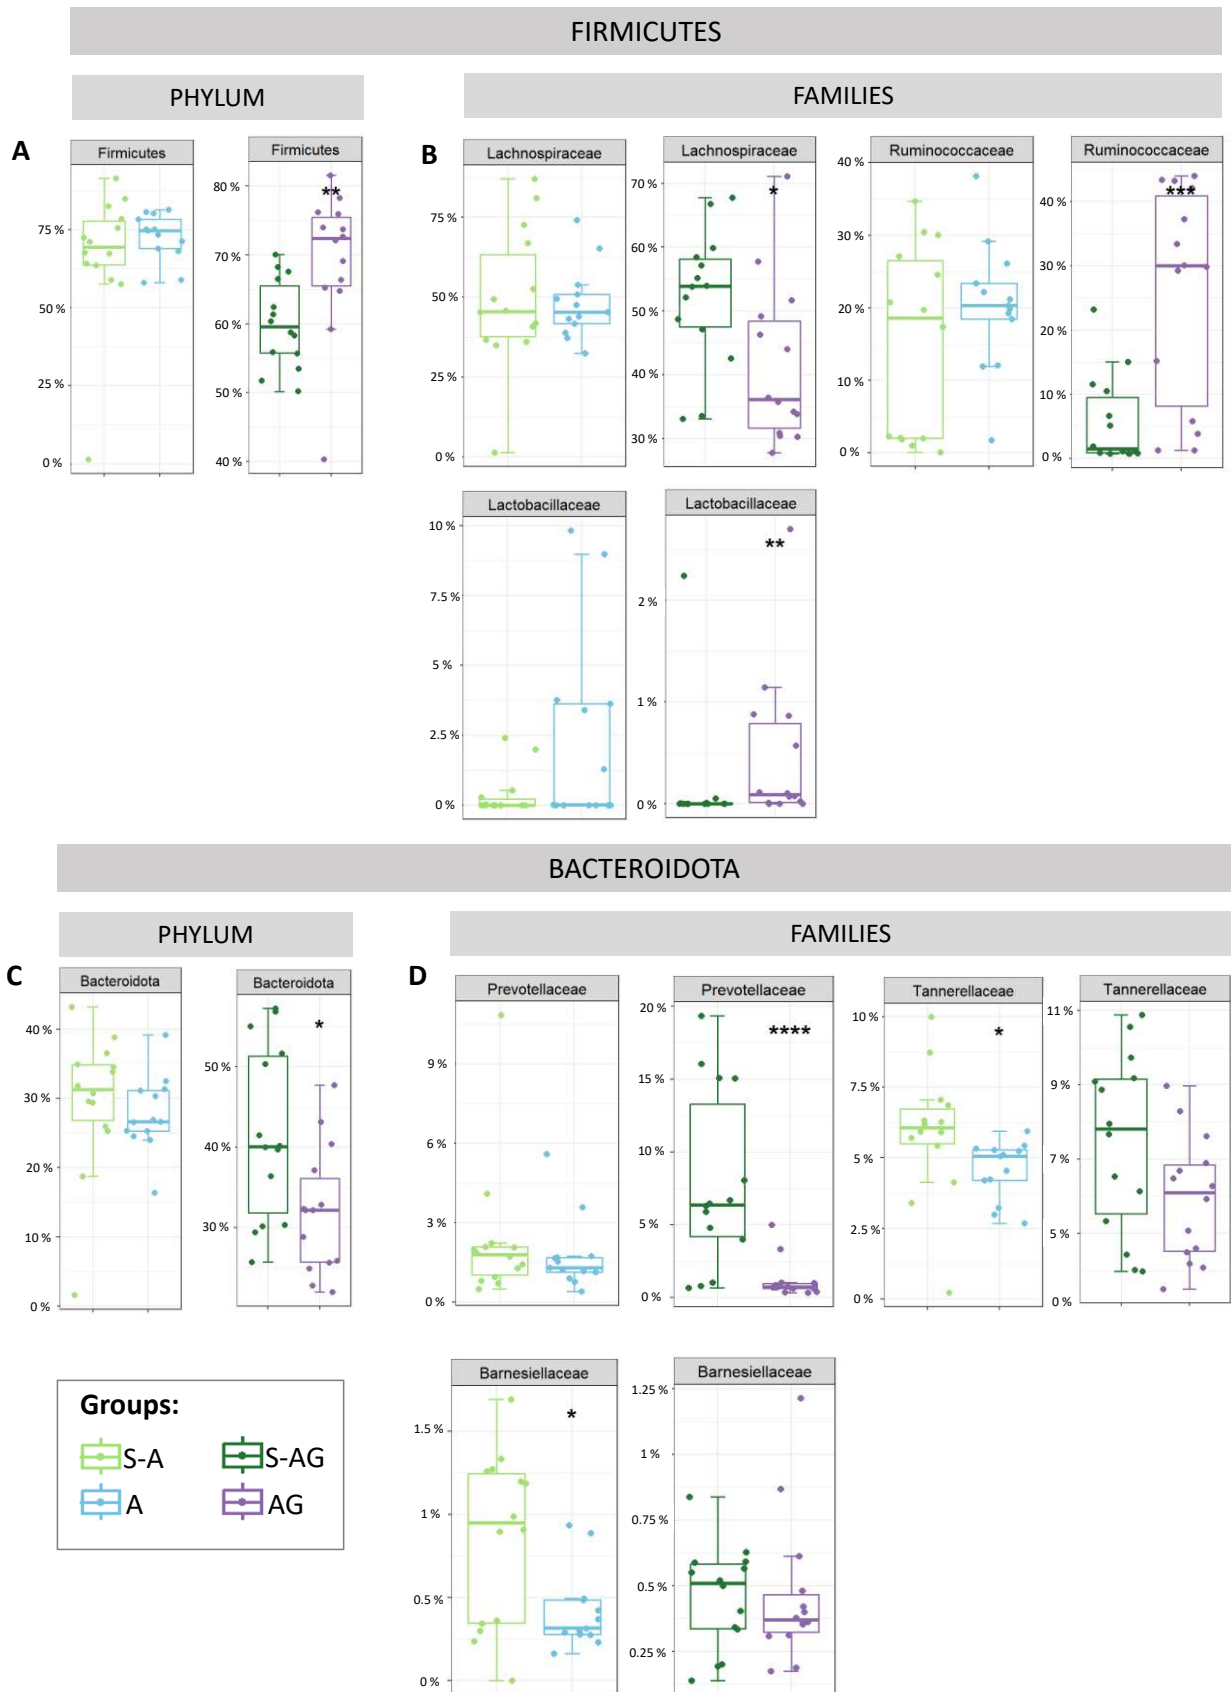 FIRMICUTES
PHYLUM
FAMILIES
A
Firmicutes
75 %
50 %
25 %
0 %
Firmicutes
**
80 %
70 %
60 %
50 %
40 %
B
Lachnospiraceae
75 %
50 %
25 %
0 %
Lachnospiraceae
*
70 %
60 %
50 %
40 %
30 %
Ruminococcaceae
40 %
30 %
20 %
10 %
0 %
Ruminococcaceae
***
40 %
30 %
20 %
10 %
0 %
Lactobacillaceae
10 %
7.5 %
5 %
2.5 %
0 %
Lactobacillaceae
**
2 %
1 %
0 %
BACTEROIDOTA
PHYLUM
FAMILIES
C
Bacteroidota
40 %
30 %
20 %
10 %
0 %
Bacteroidota
*
50 %
40 %
30 %
D
Prevotellaceae
9 %
6 %
3 %
0 %
Prevotellaceae
****
20 %
15 %
10 %
5 %
0 %
Tannerellaceae
*
10 %
7.5 %
5 %
2.5 %
0 %
Tannerellaceae
11 %
9 %
7 %
5 %
0 %
Barnesiellaceae
*
1.5 %
1 %
0.5 %
0 %
Barnesiellaceae
1.25 %
1 %
0.75 %
0.5 %
0.25 %
Groups:
S-A S-AG
A AG